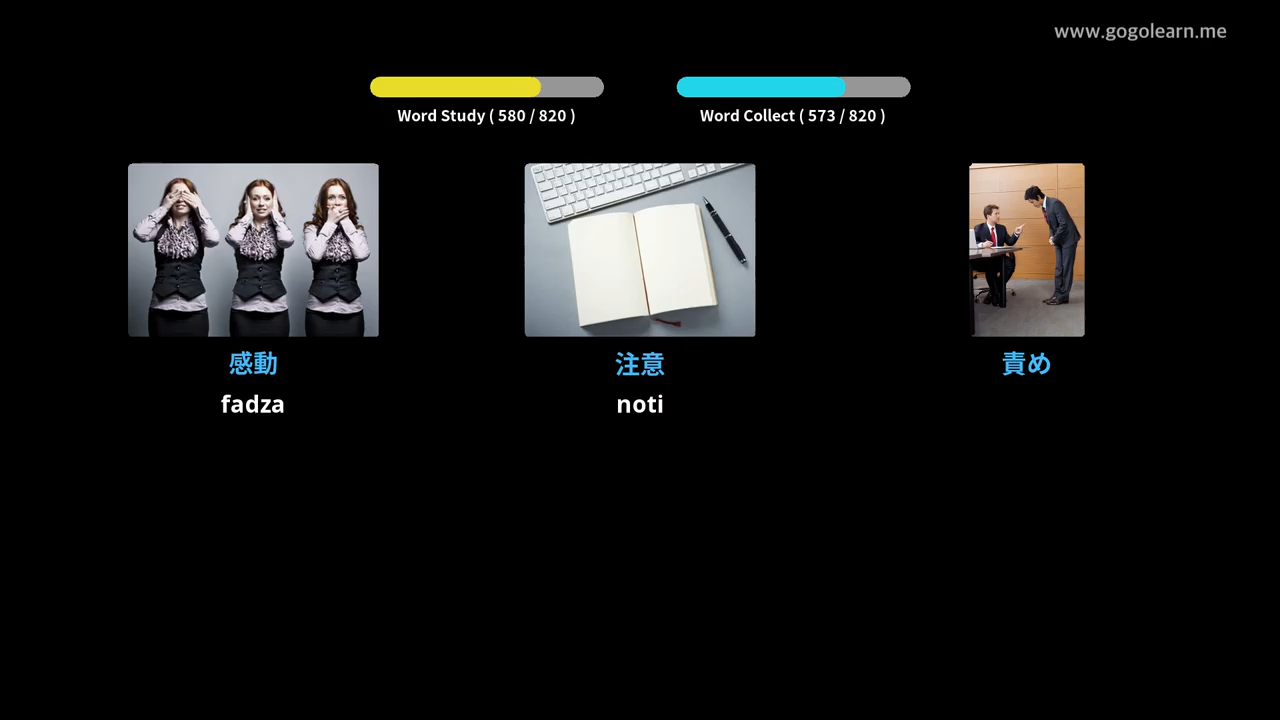 www.gogolearn.me
Word Study ( 580 / 820 )
Word Collect ( 573 / 820 )
感動
注意
責め
fadza
noti